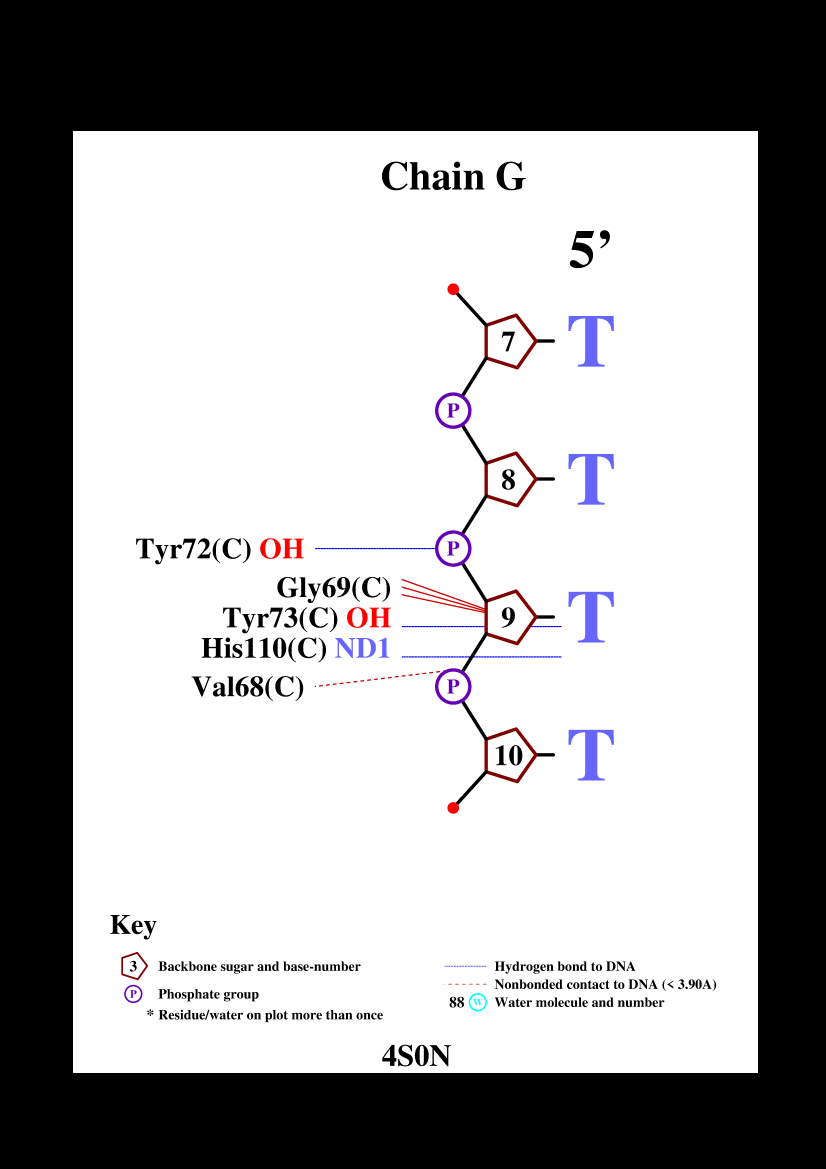 Chain G
5’
7 T
P
8 T
Tyr72(C) OH P
Gly69(C)
Tyr73(C) OH 9 T
His110(C) ND1
Val68(C) P
10 T
Key
3 Backbone sugar and base-number
P Phosphate group
* Residue/water on plot more than once
Hydrogen bond to DNA
Nonbonded contact to DNA (< 3.90A)
88 W Water molecule and number
4S0N